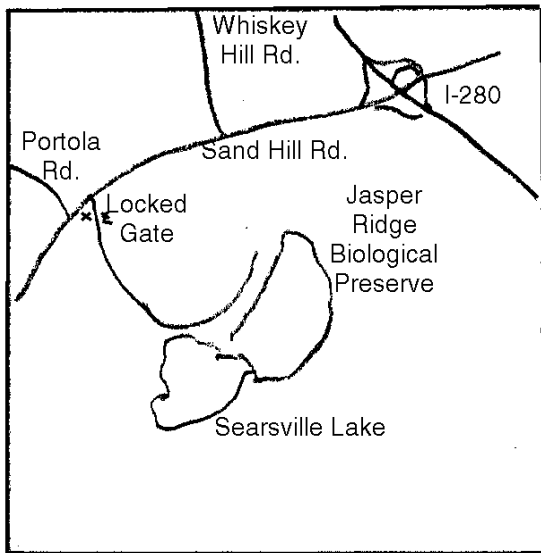 Whiskey
Hill Rd.
I-280
Portola
Rd.
Sand Hill Rd.
Locked
Gate
Jasper
Ridge
Biological
Preserve
Searsville Lake